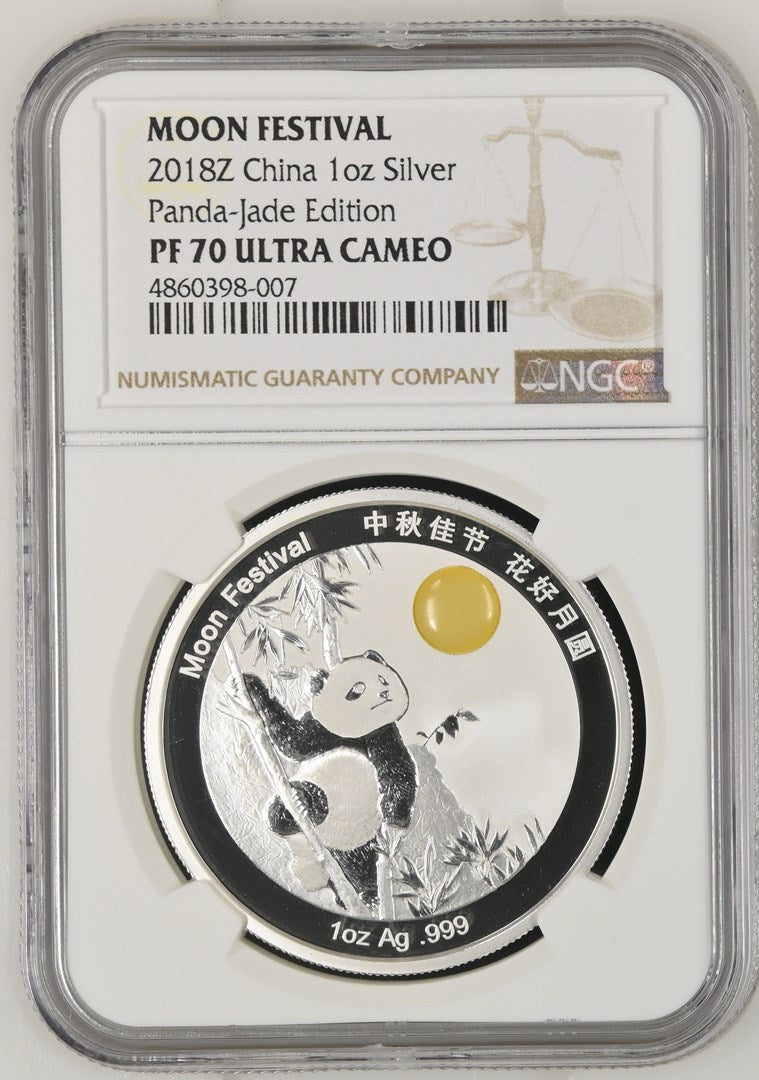 MOON FESTIVAL
2018Z China 1oz Silver
Panda-Jade Edition
PF 70 ULTRA CAMEO
4860398-007
NUMISMATIC GUARANTY COMPANY
NGC®
Moon Festival
中秋佳节 花好月圆
1oz Ag .999